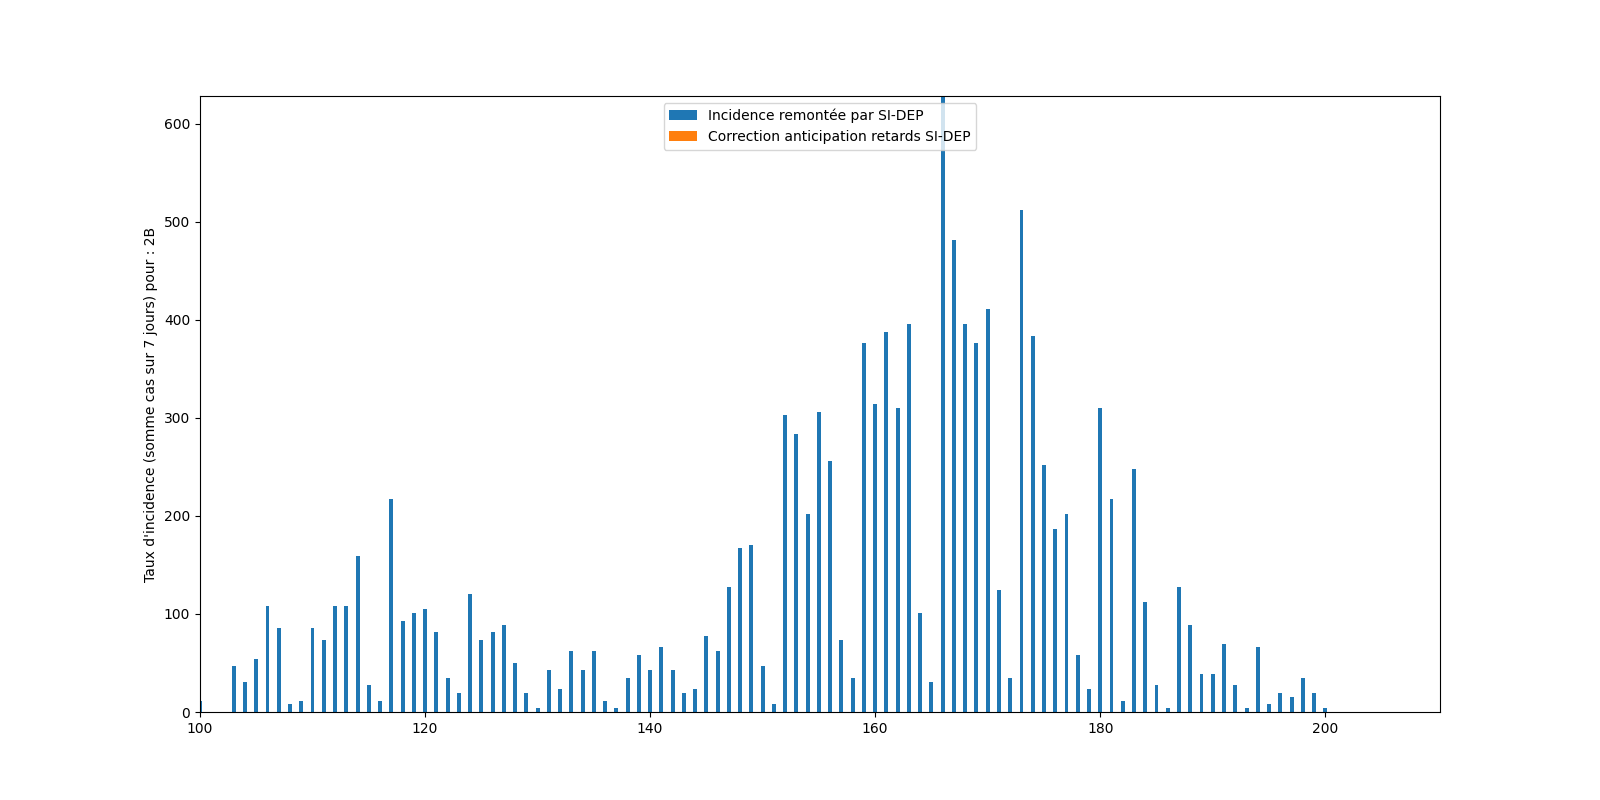 Incidence remontée par SI-DEP
Correction anticipation retards SI-DEP
Taux d'incidence (somme cas sur 7 jours) pour : 2B
600
500
400
300
200
100
0
100 120 140 160 180 200